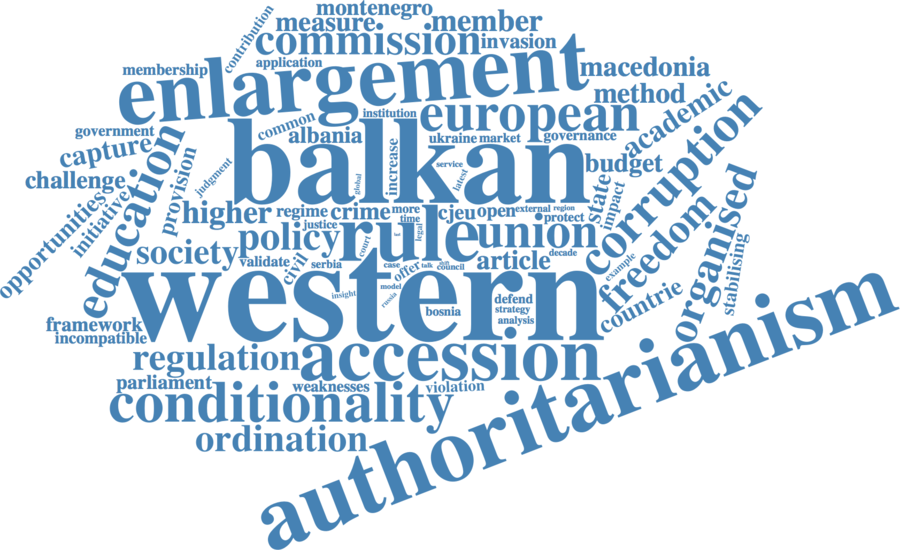 montenegro
contribution
measure
member
commission
invasion
membership
application
enlargement
macedonia
method
institution
european
academic
government
common
albania
ukraine
market
governance
capture
balkan
budget
corruption
challenge
education
provision
judgment
global
increase
service
latest
state
impact
opportunities
initiative
higher
regime
crime
more
time
cjeu
open
external
region
protect
justice
freedom
organised
society
policy
court
£
rule
legal
union
validate
civil
serbia
case
offer
talk
council
article
decade
example
stabilising
western
insight
model
russia
bosnia
defend
strategy
analysis
countrie
framework
incompatible
regulation
accession
parliament
weaknesses
violation
conditionality
ordination
authoritarianism